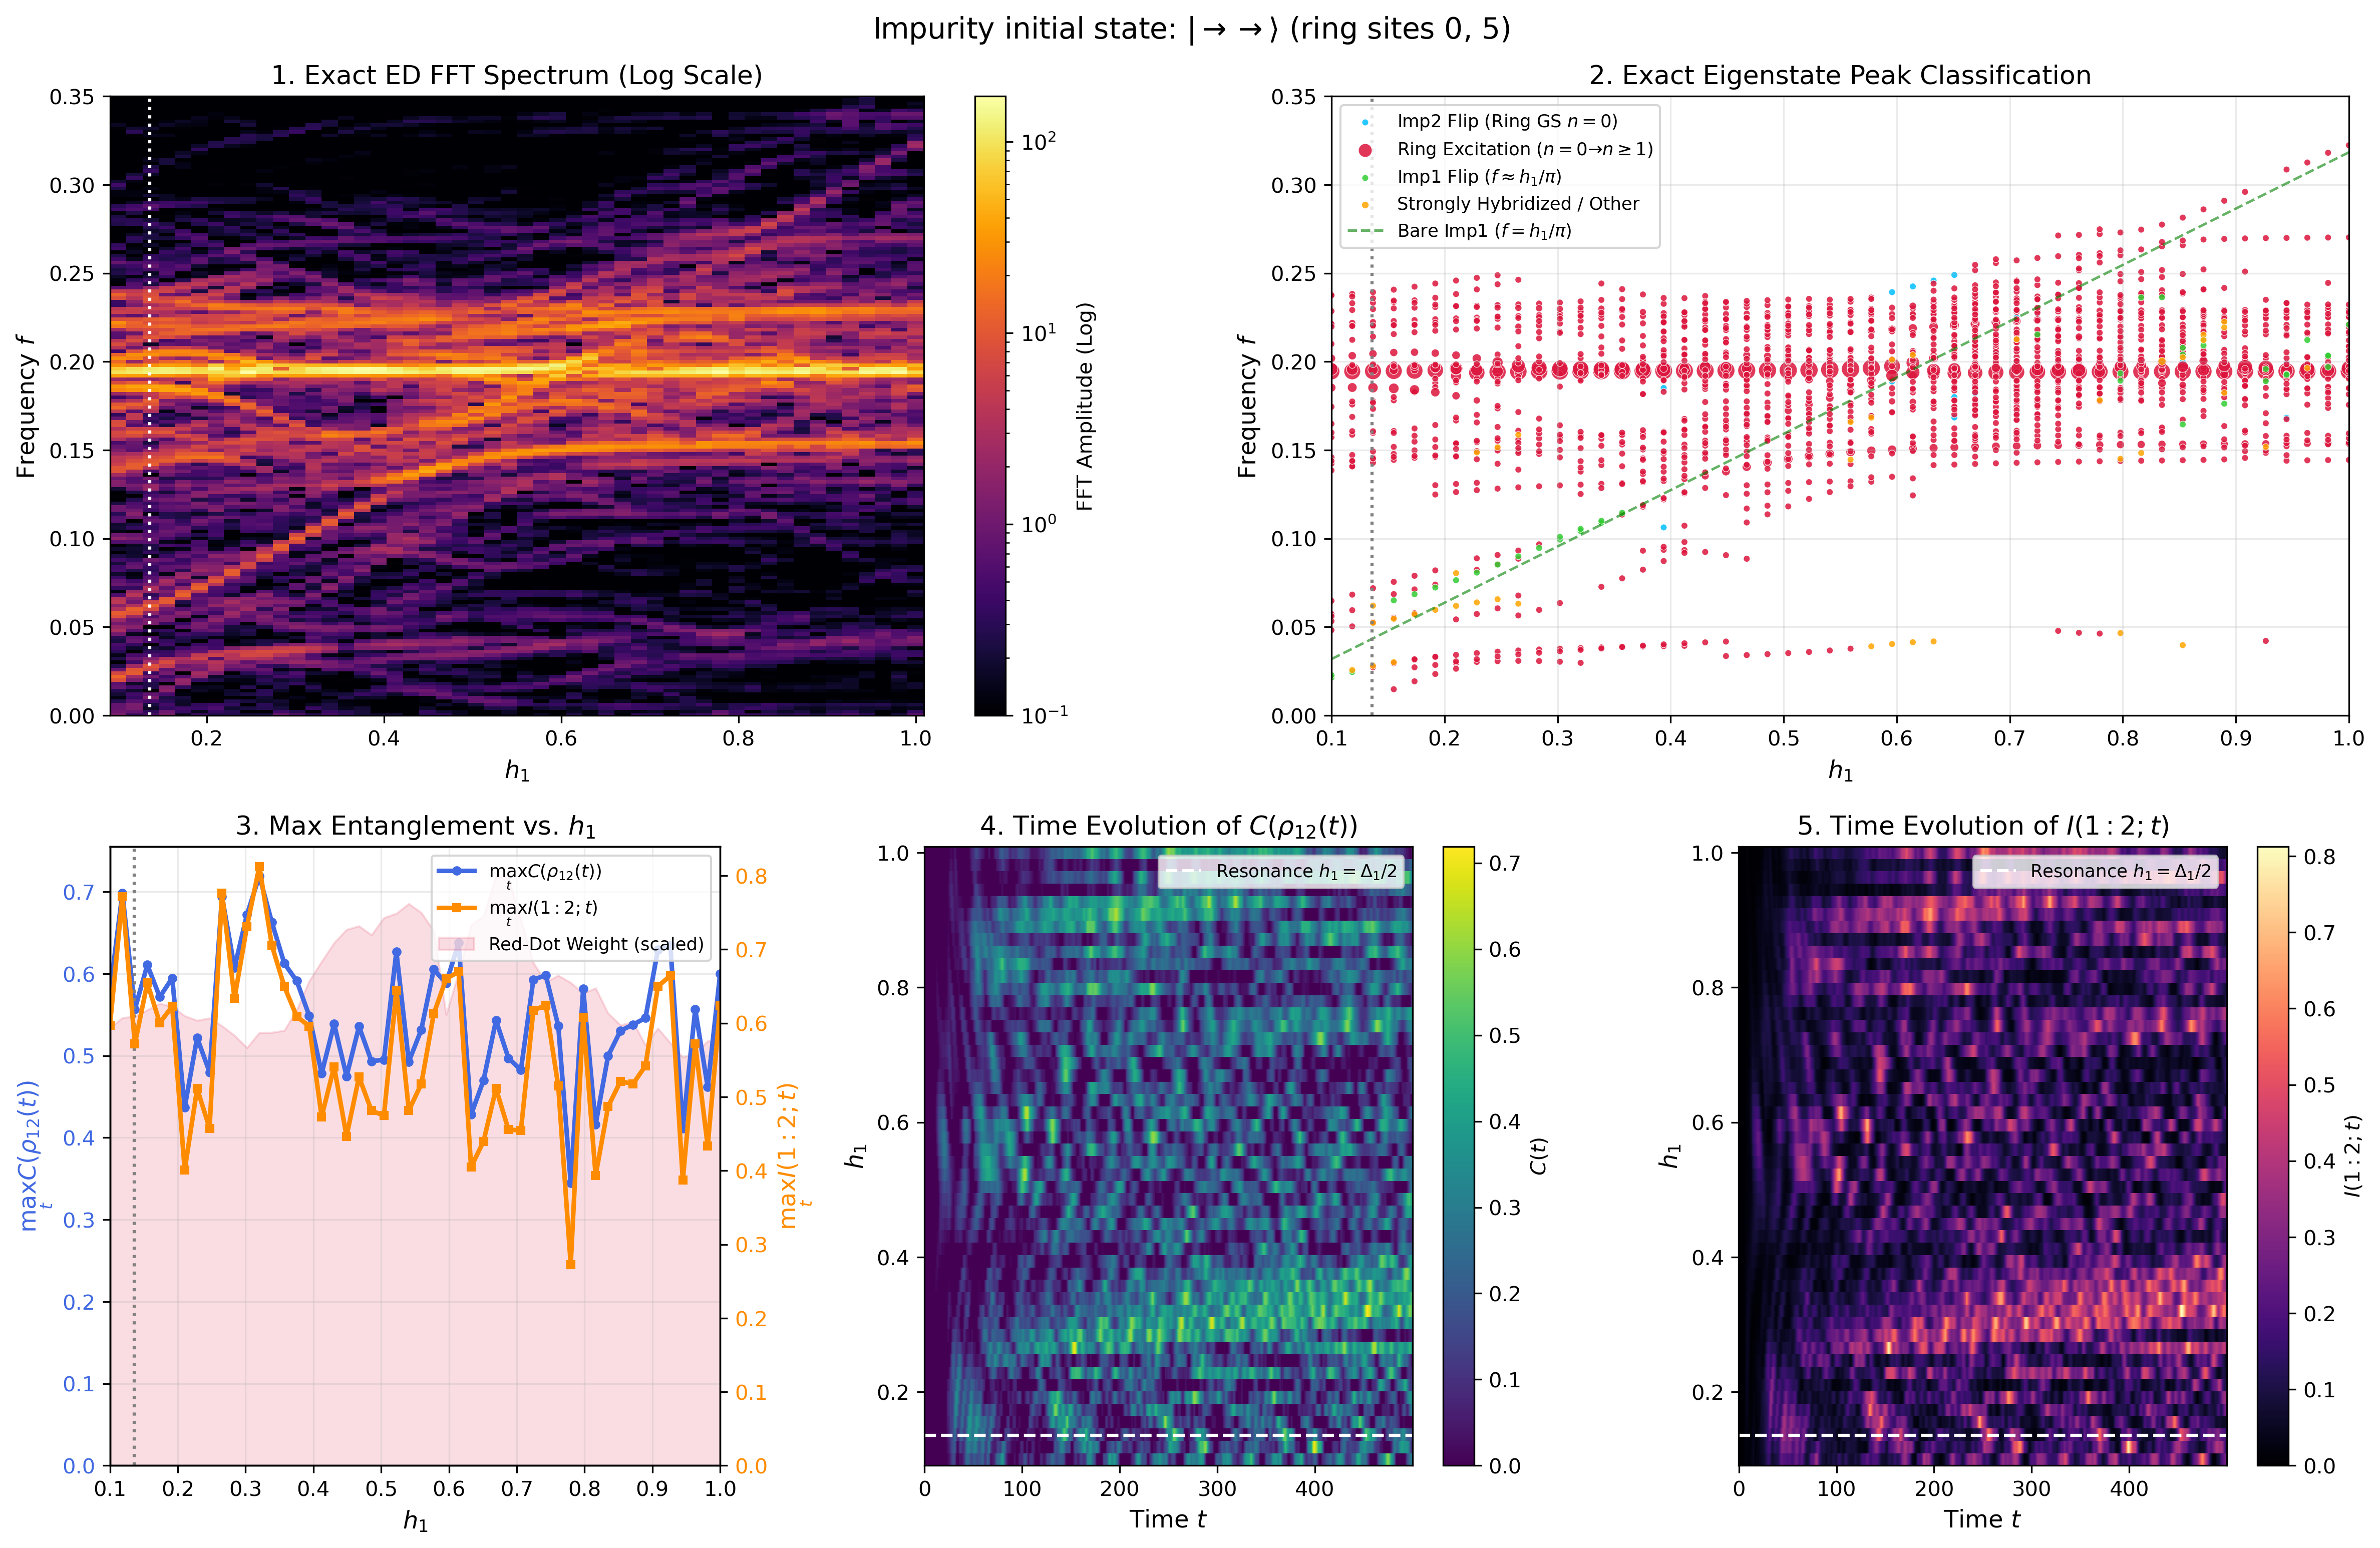 Impurity initial state: |→→⟩ (ring sites 0, 5)
1. Exact ED FFT Spectrum (Log Scale)
Frequency f
0.35
0.30
0.25
0.20
0.15
0.10
0.05
0.00
0.2
0.4
0.6
0.8
1.0
h₁
10²
10¹
10⁰
10⁻¹
FFT Amplitude (Log)
2. Exact Eigenstate Peak Classification
Imp2 Flip (Ring GS n = 0)
Ring Excitation (n = 0→n ≥ 1)
Imp1 Flip (f ≈ h₁/π)
Strongly Hybridized / Other
Bare Imp1 (f = h₁/π)
Frequency f
0.35
0.30
0.25
0.20
0.15
0.10
0.05
0.00
0.1
0.2
0.3
0.4
0.5
0.6
0.7
0.8
0.9
1.0
h₁
3. Max Entanglement vs. h₁
max C(ρ₁₂(t))
t
max I(1 : 2; t)
t
Red-Dot Weight (scaled)
max C(ρ₁₂(t))
t
0.7
0.6
0.5
0.4
0.3
0.2
0.1
0.0
0.1
0.2
0.3
0.4
0.5
0.6
0.7
0.8
0.9
1.0
h₁
0.8
0.7
0.6
0.5
0.4
0.3
0.2
0.1
0.0
max I(1 : 2; t)
t
4. Time Evolution of C(ρ₁₂(t))
Resonance h₁ = Δ₁/2
h₁
1.0
0.8
0.6
0.4
0.2
0
100
200
300
400
Time t
0.7
0.6
0.5
0.4
0.3
0.2
0.1
0.0
C(t)
5. Time Evolution of I(1 : 2; t)
Resonance h₁ = Δ₁/2
h₁
1.0
0.8
0.6
0.4
0.2
0
100
200
300
400
Time t
0.8
0.7
0.6
0.5
0.4
0.3
0.2
0.1
0.0
I(1 : 2; t)